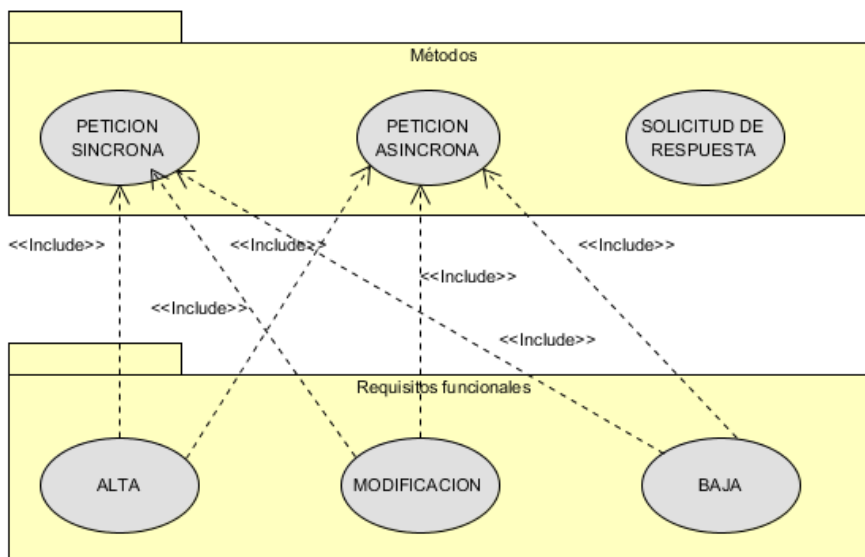 Métodos
PETICION
SINCRONA
PETICION
ASINCRONA
SOLICITUD DE
RESPUESTA
<<Include>>
<<Include>>
<<Include>>
<<Include>>
<<Include>>
<<Include>>
Requisitos funcionales
ALTA
MODIFICACION
BAJA